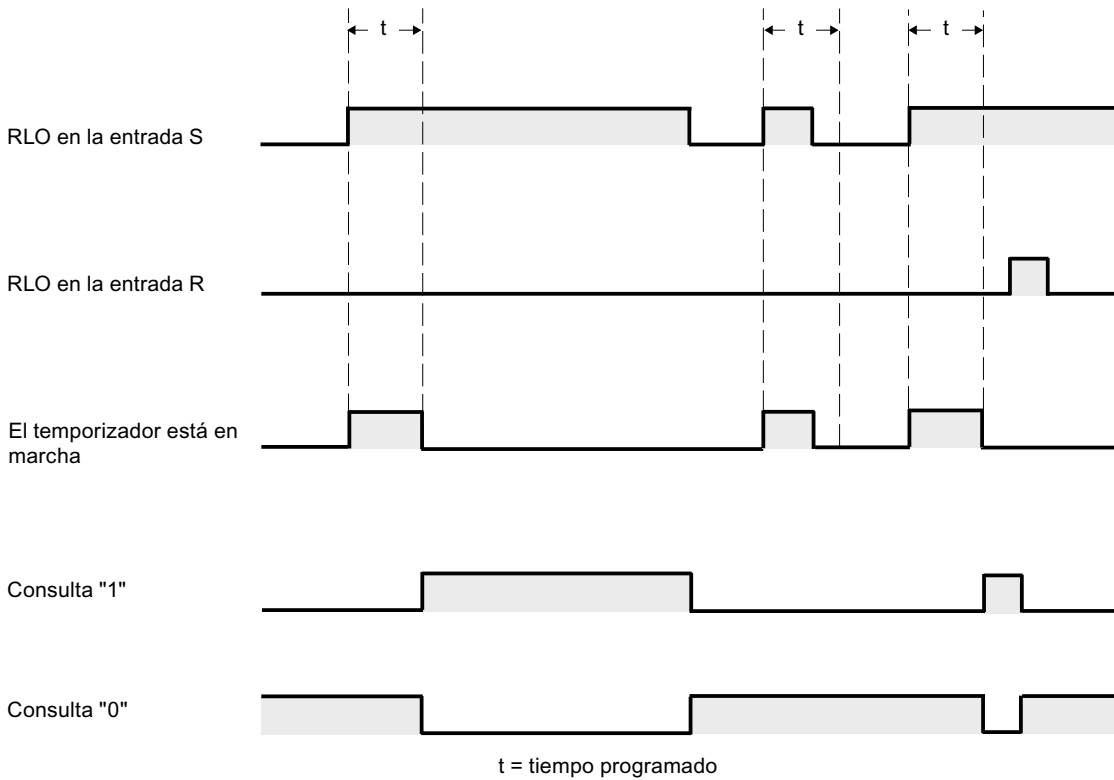 t
t
t
RLO en la entrada S
RLO en la entrada R
El temporizador está en
marcha
Consulta "1"
Consulta "0"
t = tiempo programado